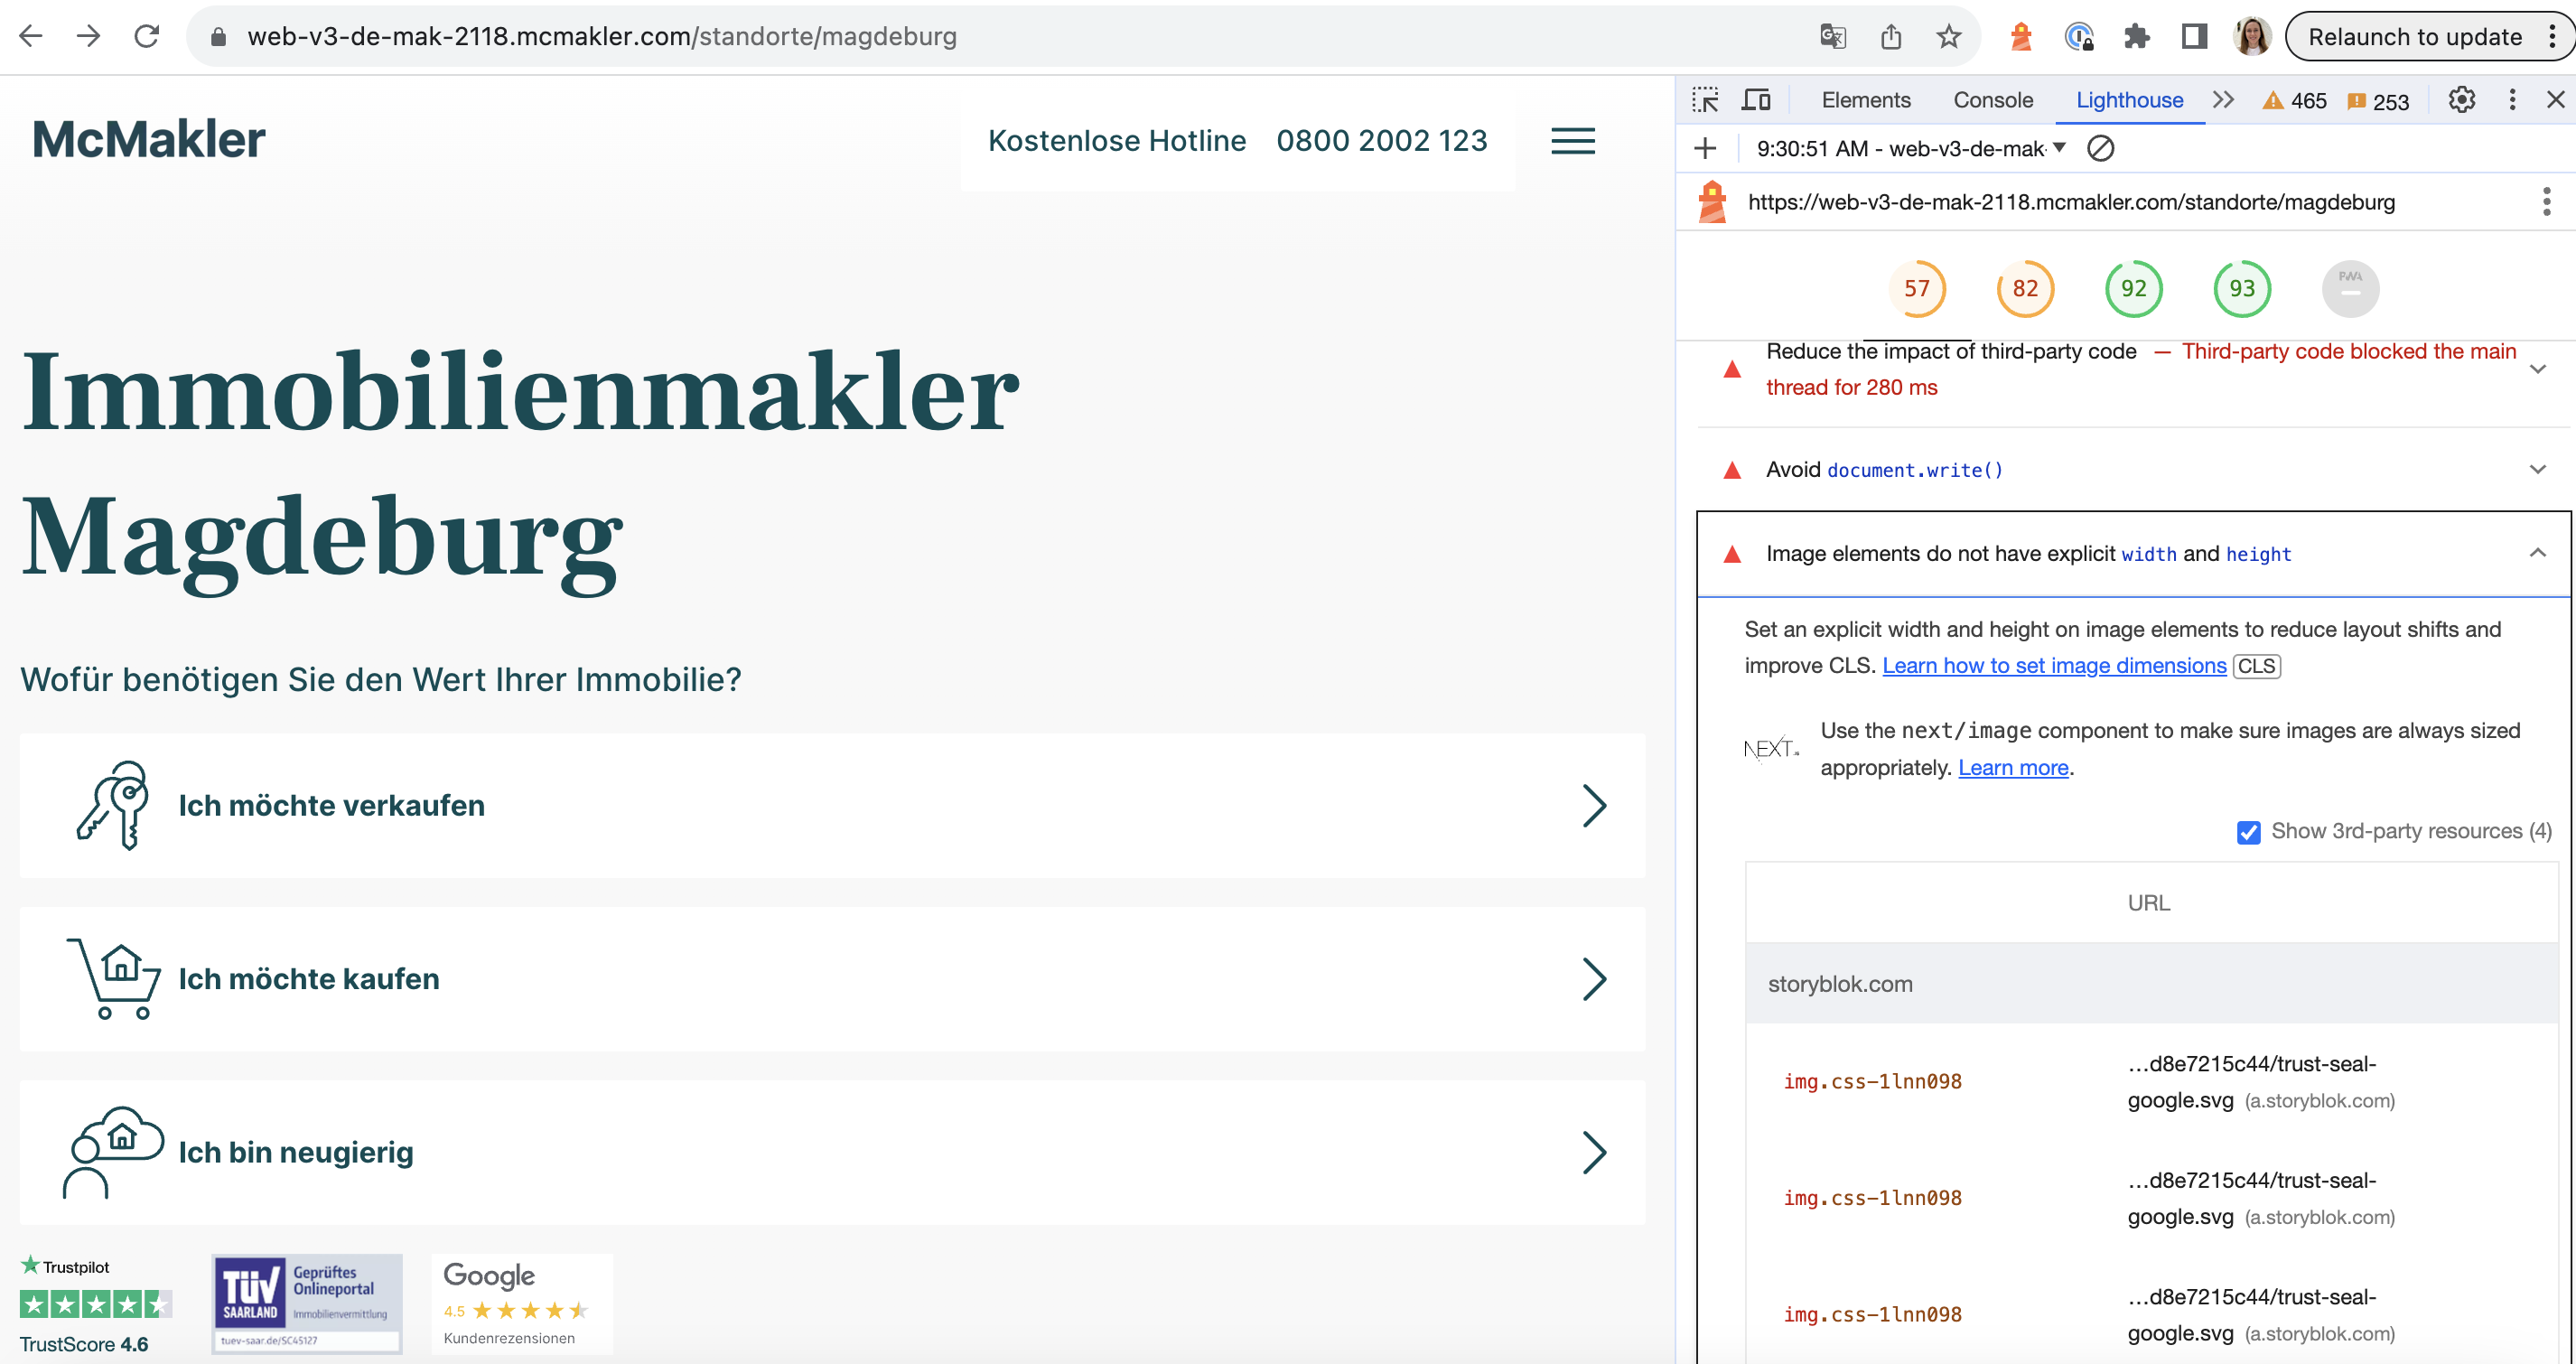 web-v3-de-mak-2118.mcmakler.com/standorte/magdeburg
Relaunch to update
McMakler
Kostenlose Hotline 0800 2002 123
Immobilienmakler
Magdeburg
Wofür benötigen Sie den Wert Ihrer Immobilie?
Ich möchte verkaufen
Ich möchte kaufen
Ich bin neugierig
Trustpilot
TrustScore 4.6
TÜV
SAARLAND
Geprüftes
Onlineportal
Immobilienvermittlung
tuev-saar.de/SC45127
Google
4.5
Kundenrezensionen
Elements Console Lighthouse 465 253
9:30:51 AM - web-v3-de-mak-
https://web-v3-de-mak-2118.mcmakler.com/standorte/magdeburg
57 82 92 93 PWA
Reduce the impact of third-party code — Third-party code blocked the main
thread for 280 ms
Avoid document.write()
Image elements do not have explicit width and height
Set an explicit width and height on image elements to reduce layout shifts and
improve CLS. Learn how to set image dimensions CLS
NEXT.
Use the next/image component to make sure images are always sized
appropriately. Learn more.
Show 3rd-party resources (4)
URL
storyblok.com
img.css-1lnn098
…d8e7215c44/trust-seal-
google.svg (a.storyblok.com)
img.css-1lnn098
…d8e7215c44/trust-seal-
google.svg (a.storyblok.com)
img.css-1lnn098
…d8e7215c44/trust-seal-
google.svg (a.storyblok.com)